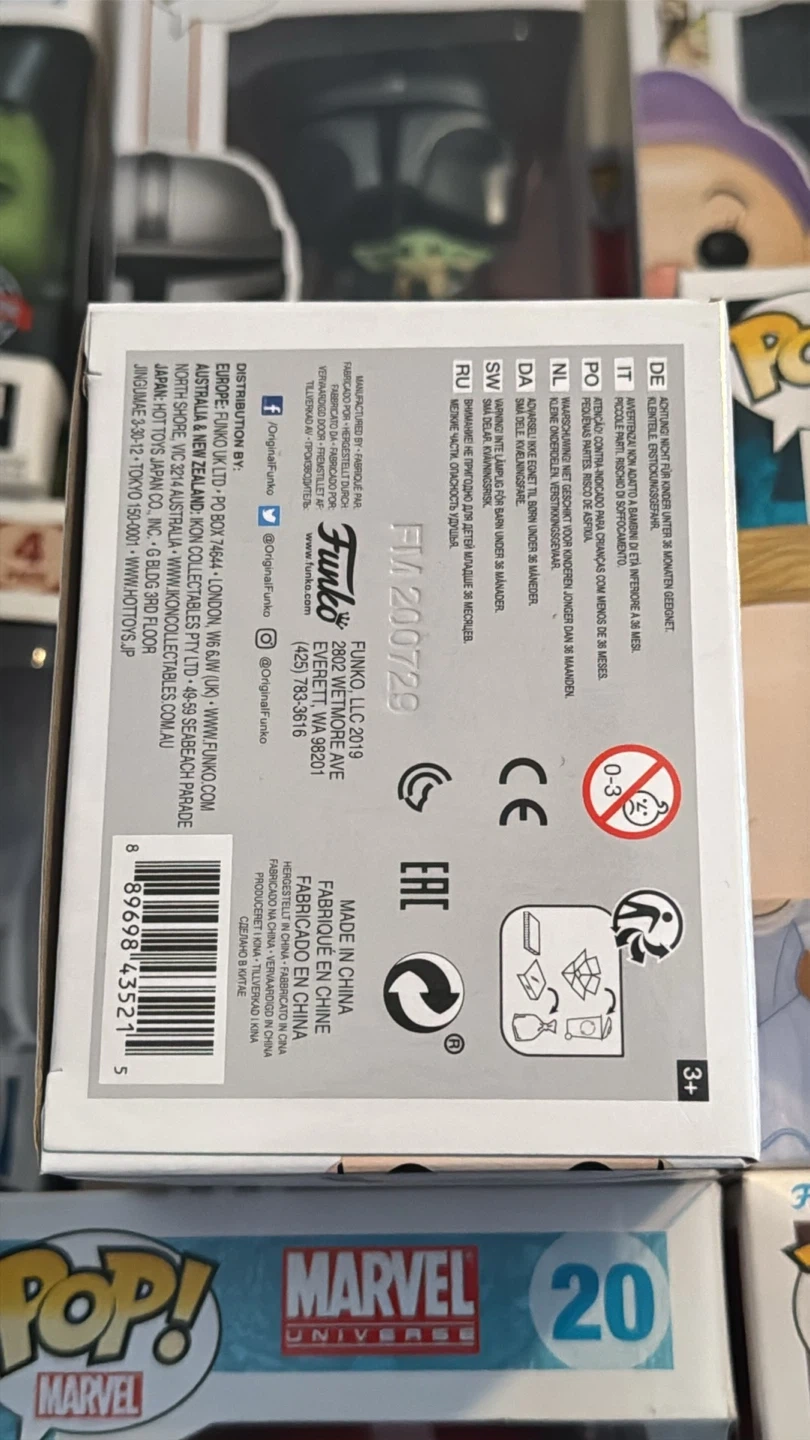 DE ACHTUNG! NICHT FÜR KINDER UNTER 36 MONATEN GEEIGNET.
KLEINTEILE. ERSTICKUNGSGEFAHR.
IT AVVERTENZA! NON ADATTO A BAMBINI DI ETÀ INFERIORE A 36 MESI.
PICCOLE PARTI. RISCHIO DI SOFFOCAMENTO.
PO ATENÇÃO! CONTRA-INDICADO PARA CRIANÇAS COM MENOS DE 36 MESES.
PEQUENAS PARTES. RISCO DE ASFIXIA.
NL WAARSCHUWING! NIET GESCHIKT VOOR KINDEREN JONGER DAN 36 MAANDEN.
KLEINE ONDERDELEN. VERSTIKKINGSGEVAAR.
DA ADVARSEL! IKKE EGNET TIL BØRN UNDER 36 MÅNEDER.
SMÅ DELE. KVÆLNINGSFARE.
SW VARNING! INTE LÄMPLIG FÖR BARN UNDER 36 MÅNADER.
SMÅ DELAR. KVÄVNINGSRISK.
RU ВНИМАНИЕ! НЕ ПРИГОДНО ДЛЯ ДЕТЕЙ МЛАДШЕ 36 МЕСЯЦЕВ.
МЕЛКИЕ ЧАСТИ. ОПАСНОСТЬ УДУШЬЯ.
0-3
3+
CE
EAC
®
FM 200729
MANUFACTURED BY • FABRIQUÉ PAR
FABRICADO POR • HERGESTELLT DURCH
FABBRICATO DA • FABRICADO POR:
VERVAARDIGD DOOR • FREMSTILLET AF:
TILLVERKAD AV • ПРОИЗВОДИТЕЛЬ:
Funko
www.funko.com
FUNKO, LLC 2019
2802 WETMORE AVE
EVERETT, WA 98201
(425) 783-3616
MADE IN CHINA
FABRIQUÉ EN CHINE
FABRICADO EN CHINA
HERGESTELLT IN CHINA • FABBRICATO IN CINA
FABRICADO NA CHINA • VERVAARDIGD IN CHINA
PRODUCERET I KINA • TILLVERKAD I KINA
СДЕЛАНО В КИТАЕ
/OriginalFunko @OriginalFunko @OriginalFunko
DISTRIBUTION BY:
EUROPE: FUNKO UK LTD • PO BOX 74644 • LONDON, W6 6JW (UK) • WWW.FUNKO.COM
AUSTRALIA & NEW ZEALAND: IKON COLLECTABLES PTY LTD • 49-59 SEABEACH PARADE
NORTH SHORE, VIC 3214 AUSTRALIA • WWW.IKONCOLLECTABLES.COM.AU
JAPAN: HOT TOYS JAPAN CO., INC. • G BLDG 3RD FLOOR
JINGUMAE 3-30-12 • TOKYO 150-0001 • WWW.HOTTOYS.JP
8 89698 43521 5
4
POP!
MARVEL
MARVEL
UNIVERSE
20